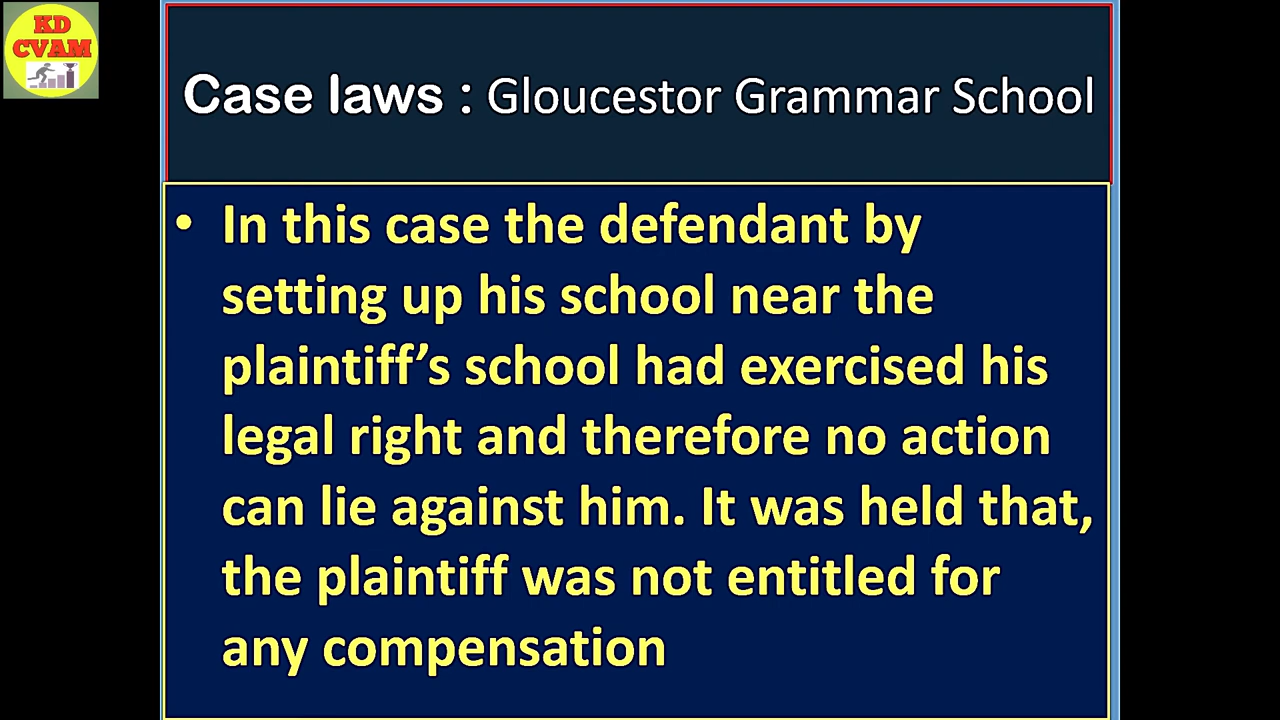 KD
CVAM
Case laws : Gloucestor Grammar School
• In this case the defendant by
setting up his school near the
plaintiff’s school had exercised his
legal right and therefore no action
can lie against him. It was held that,
the plaintiff was not entitled for
any compensation